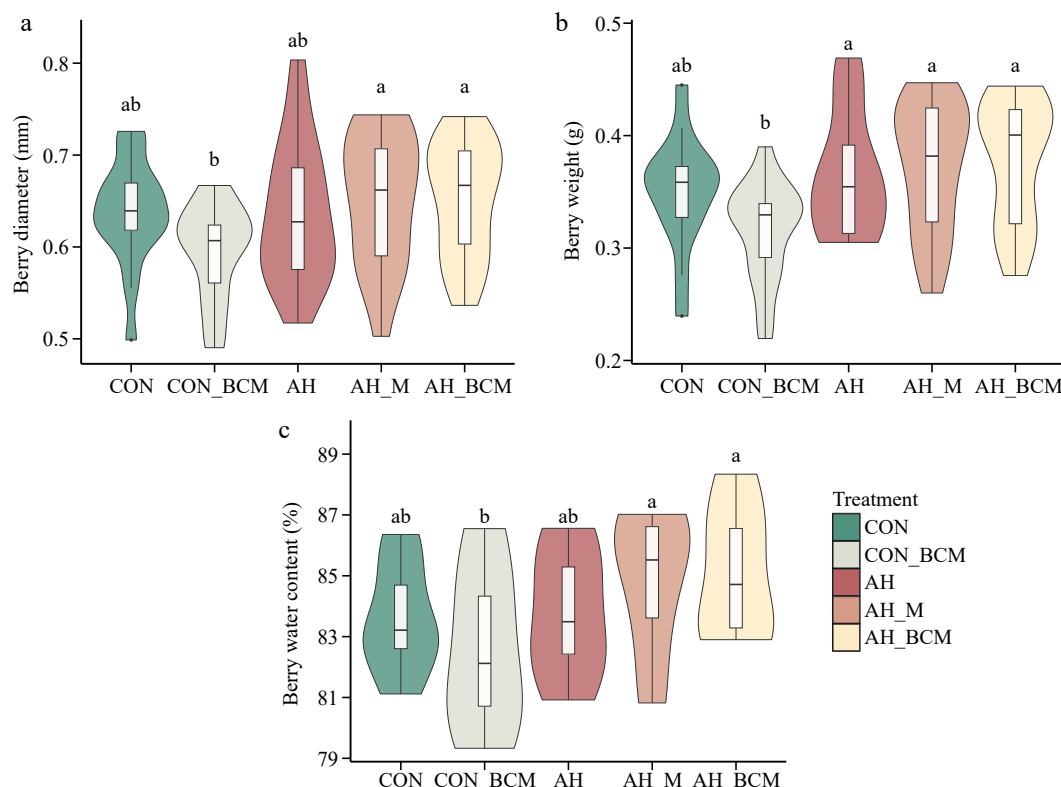 a
Berry diameter (mm)
0.8
0.7
0.6
0.5
ab
b
ab
a
a
CON
CON_BCM
AH
AH_M
AH_BCM
b
Berry weight (g)
0.5
0.4
0.3
0.2
ab
b
a
a
a
CON
CON_BCM
AH
AH_M
AH_BCM
c
Berry water content (%)
89
87
85
83
81
79
ab
b
ab
a
a
CON
CON_BCM
AH
AH_M
AH_BCM
Treatment
CON
CON_BCM
AH
AH_M
AH_BCM